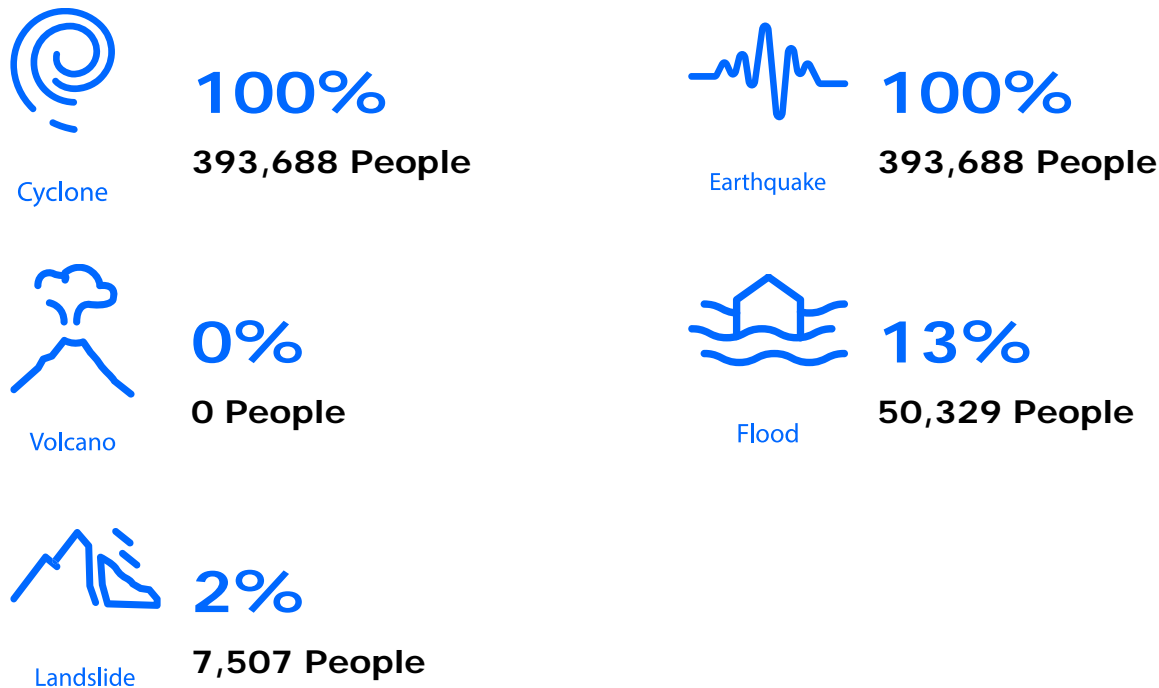 100%
393,688 People
Cyclone
100%
393,688 People
Earthquake
0%
0 People
Volcano
13%
50,329 People
Flood
2%
7,507 People
Landslide